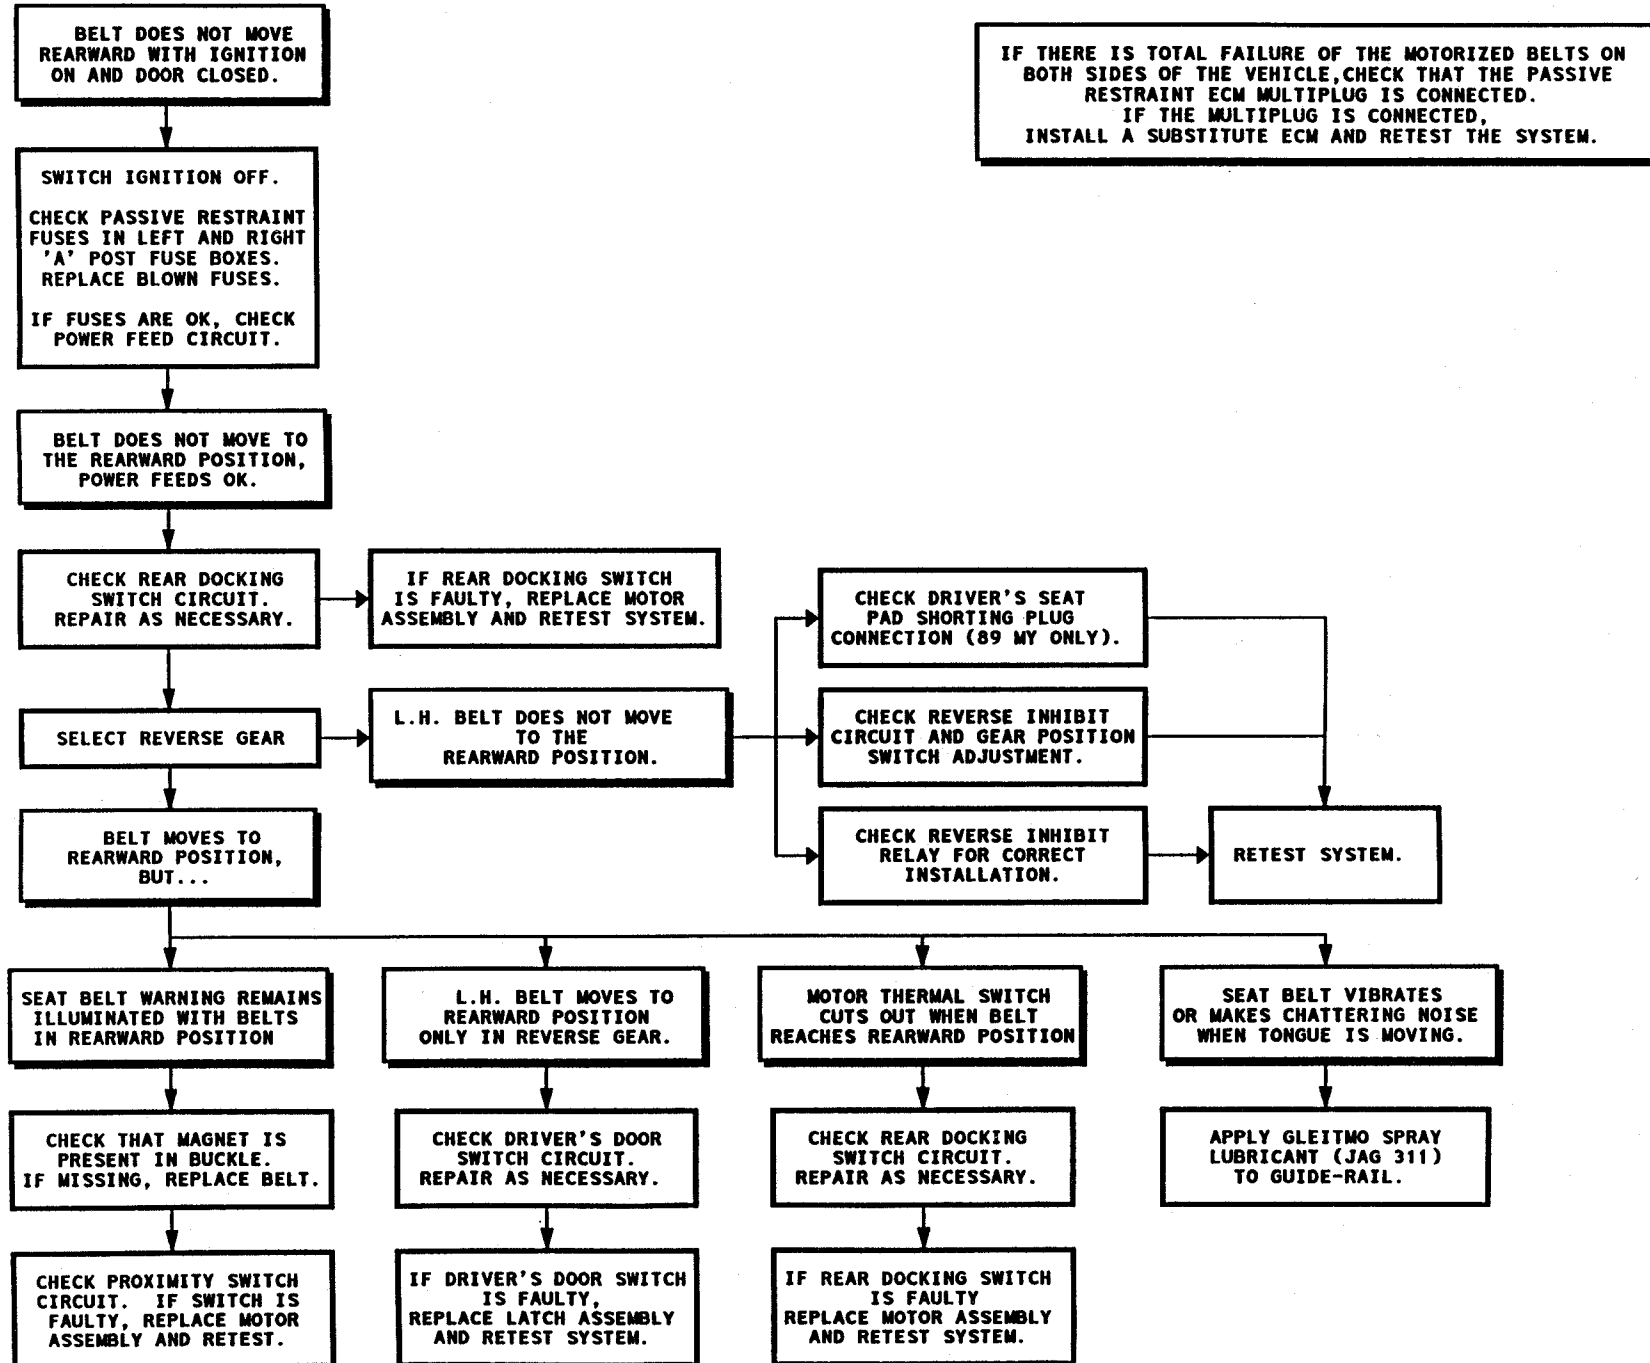 BELT DOES NOT MOVE
REARWARD WITH IGNITION
ON AND DOOR CLOSED.
IF THERE IS TOTAL FAILURE OF THE MOTORIZED BELTS ON
BOTH SIDES OF THE VEHICLE,CHECK THAT THE PASSIVE
RESTRAINT ECM MULTIPLUG IS CONNECTED.
IF THE MULTIPLUG IS CONNECTED,
INSTALL A SUBSTITUTE ECM AND RETEST THE SYSTEM.
SWITCH IGNITION OFF.
CHECK PASSIVE RESTRAINT
FUSES IN LEFT AND RIGHT
'A' POST FUSE BOXES.
REPLACE BLOWN FUSES.
IF FUSES ARE OK, CHECK
POWER FEED CIRCUIT.
BELT DOES NOT MOVE TO
THE REARWARD POSITION,
POWER FEEDS OK.
CHECK REAR DOCKING
SWITCH CIRCUIT.
REPAIR AS NECESSARY.
IF REAR DOCKING SWITCH
IS FAULTY, REPLACE MOTOR
ASSEMBLY AND RETEST SYSTEM.
CHECK DRIVER'S SEAT
PAD SHORTING PLUG
CONNECTION (89 MY ONLY).
SELECT REVERSE GEAR
L.H. BELT DOES NOT MOVE
TO THE
REARWARD POSITION.
CHECK REVERSE INHIBIT
CIRCUIT AND GEAR POSITION
SWITCH ADJUSTMENT.
BELT MOVES TO
REARWARD POSITION,
BUT...
CHECK REVERSE INHIBIT
RELAY FOR CORRECT
INSTALLATION.
RETEST SYSTEM.
SEAT BELT WARNING REMAINS
ILLUMINATED WITH BELTS
IN REARWARD POSITION
L.H. BELT MOVES TO
REARWARD POSITION
ONLY IN REVERSE GEAR.
MOTOR THERMAL SWITCH
CUTS OUT WHEN BELT
REACHES REARWARD POSITION
SEAT BELT VIBRATES
OR MAKES CHATTERING NOISE
WHEN TONGUE IS MOVING.
CHECK THAT MAGNET IS
PRESENT IN BUCKLE.
IF MISSING, REPLACE BELT.
CHECK DRIVER'S DOOR
SWITCH CIRCUIT.
REPAIR AS NECESSARY.
CHECK REAR DOCKING
SWITCH CIRCUIT.
REPAIR AS NECESSARY.
APPLY GLEITMO SPRAY
LUBRICANT (JAG 311)
TO GUIDE-RAIL.
CHECK PROXIMITY SWITCH
CIRCUIT. IF SWITCH IS
FAULTY, REPLACE MOTOR
ASSEMBLY AND RETEST.
IF DRIVER'S DOOR SWITCH
IS FAULTY,
REPLACE LATCH ASSEMBLY
AND RETEST SYSTEM.
IF REAR DOCKING SWITCH
IS FAULTY
REPLACE MOTOR ASSEMBLY
AND RETEST SYSTEM.